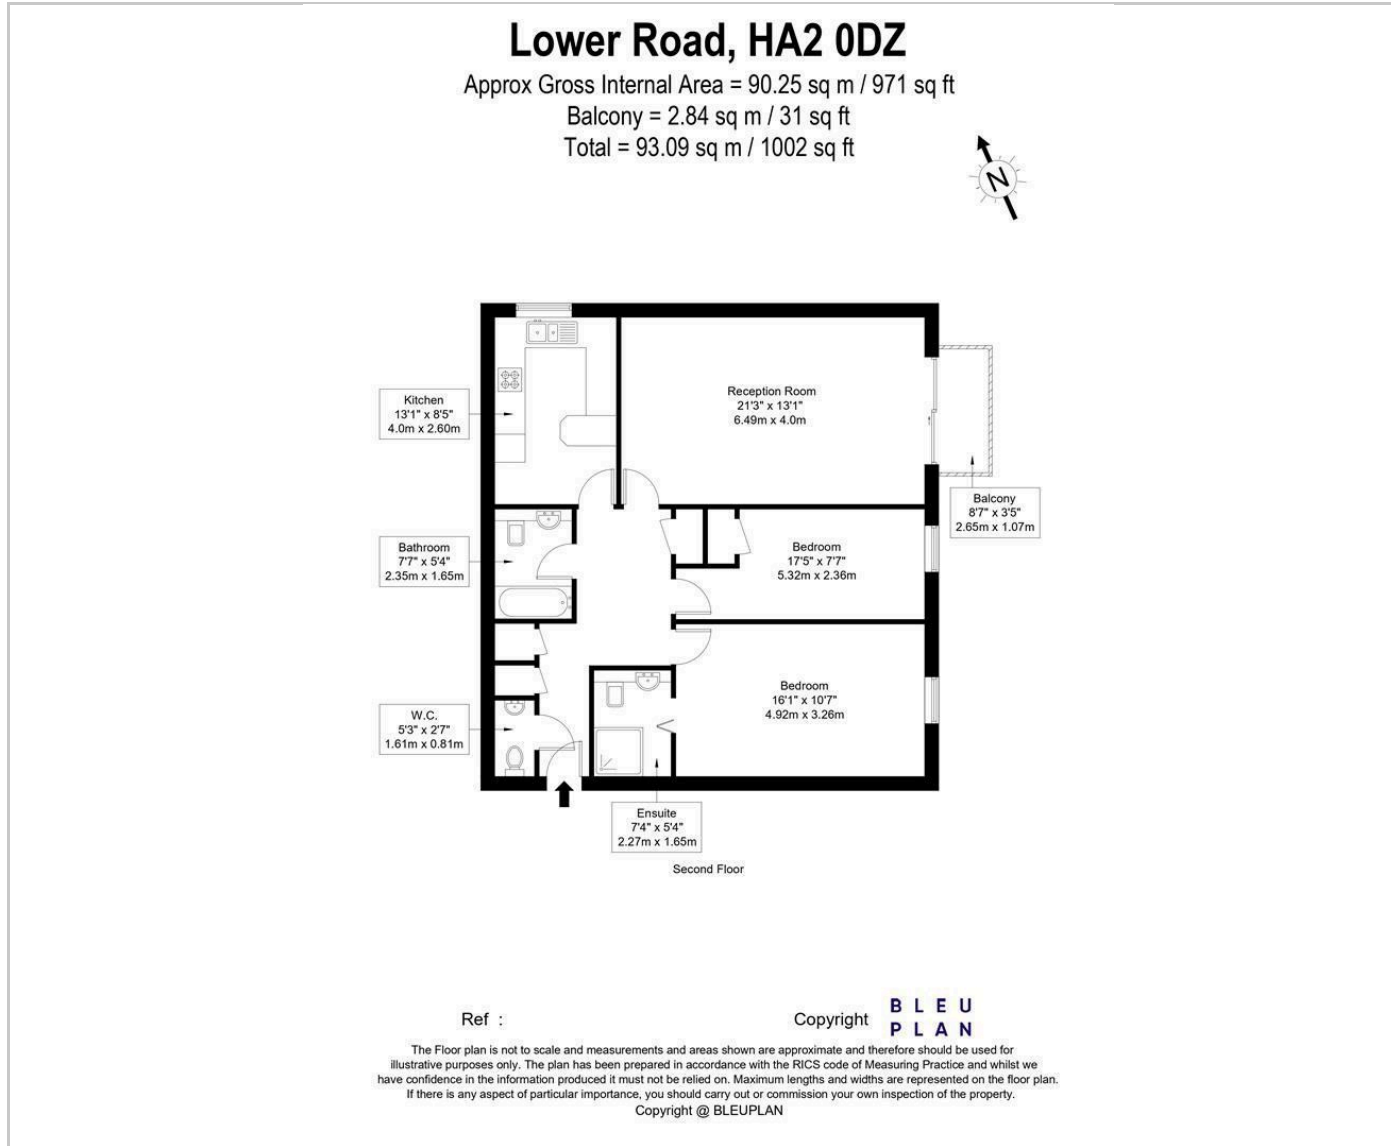 Lower Road, HA2 0DZ
Approx Gross Internal Area = 90.25 sq m / 971 sq ft
Balcony = 2.84 sq m / 31 sq ft
Total = 93.09 sq m / 1002 sq ft
N
Kitchen
13'1" x 8'5"
4.0m x 2.60m
Reception Room
21'3" x 13'1"
6.49m x 4.0m
Balcony
8'7" x 3'5"
2.65m x 1.07m
Bathroom
7'7" x 5'4"
2.35m x 1.65m
Bedroom
17'5" x 7'7"
5.32m x 2.36m
Bedroom
16'1" x 10'7"
4.92m x 3.26m
W.C.
5'3" x 2'7"
1.61m x 0.81m
Ensuite
7'4" x 5'4"
2.27m x 1.65m
Second Floor
Ref :
Copyright
BLEU
PLAN
The Floor plan is not to scale and measurements and areas shown are approximate and therefore should be used for
illustrative purposes only. The plan has been prepared in accordance with the RICS code of Measuring Practice and whilst we
have confidence in the information produced it must not be relied on. Maximum lengths and widths are represented on the floor plan.
If there is any aspect of particular importance, you should carry out or commission your own inspection of the property.
Copyright @ BLEUPLAN